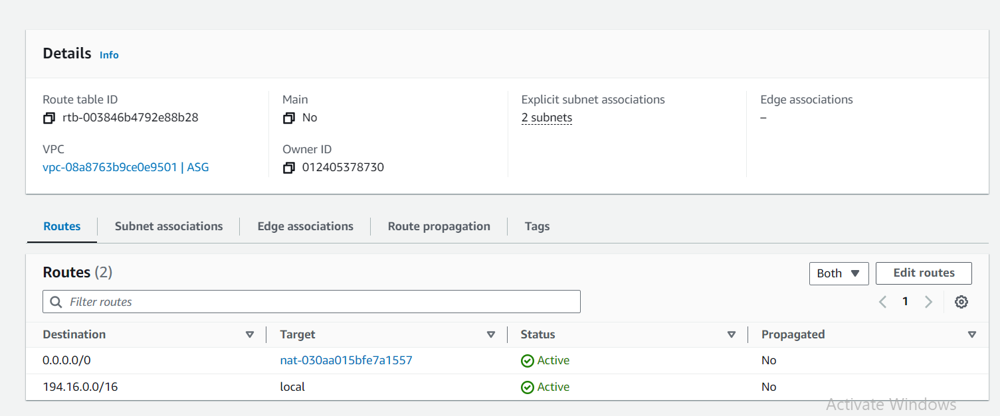 Details Info
Route table ID Main Explicit subnet associations Edge associations
rtb-003846b4792e88b28 No 2 subnets –
VPC Owner ID
vpc-08a8763b9ce0e9501 | ASG 012405378730
Routes Subnet associations Edge associations Route propagation Tags
Routes (2) Both Edit routes
Filter routes 1
Destination Target Status Propagated
0.0.0.0/0 nat-030aa015bfe7a1557 Active No
194.16.0.0/16 local Active No
Activate Windows